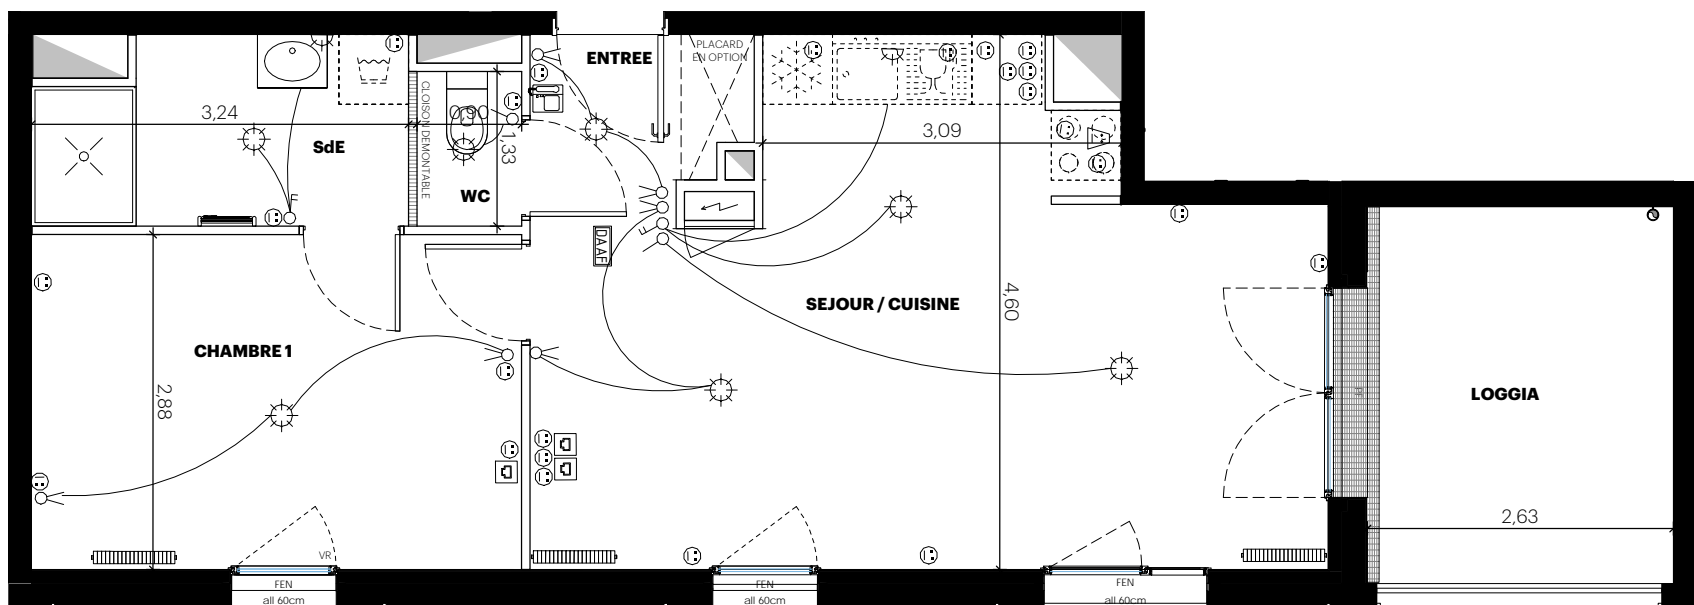 PLACARD
EN OPTION
ENTREE
3,24
SdE
CLOISON DEMONTABLE
0,90
1,33
WC
3,09
DAAF
SEJOUR / CUISINE
4,60
CHAMBRE 1
2,88
LOGGIA
PF
2,63
VR
FEN
all 60cm
FEN
all 60cm
FEN
all 60cm